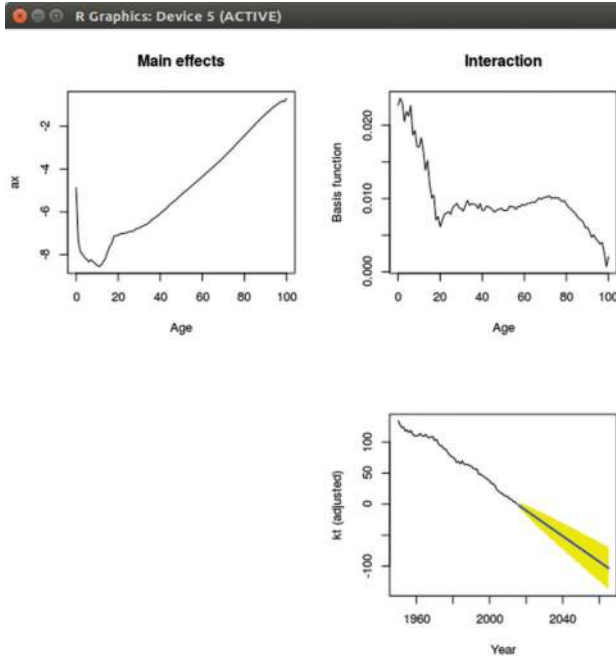 R Graphics: Device 5 (ACTIVE)
Main effects
ax
-2
-4
-6
-8
0 20 40 60 80 100
Age
Interaction
Basis function
0.020
0.010
0.000
0 20 40 60 80 100
Age
kt (adjusted)
100
50
0
-100
1960 2000 2040
Year